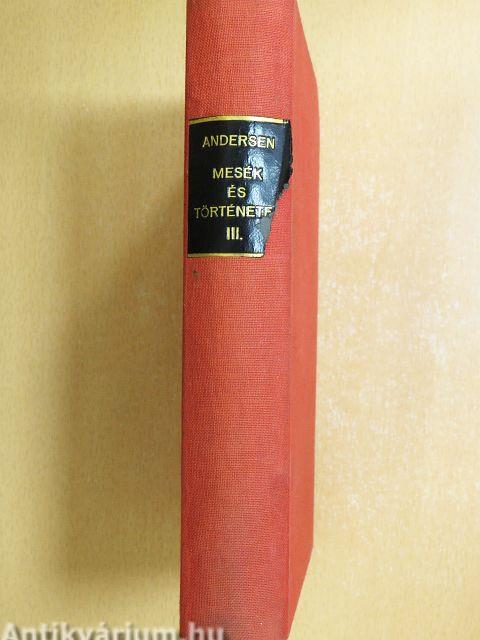 ANDERSEN
MESÉK
ÉS
TÖRTÉNETE
III.
Antikvárium.hu